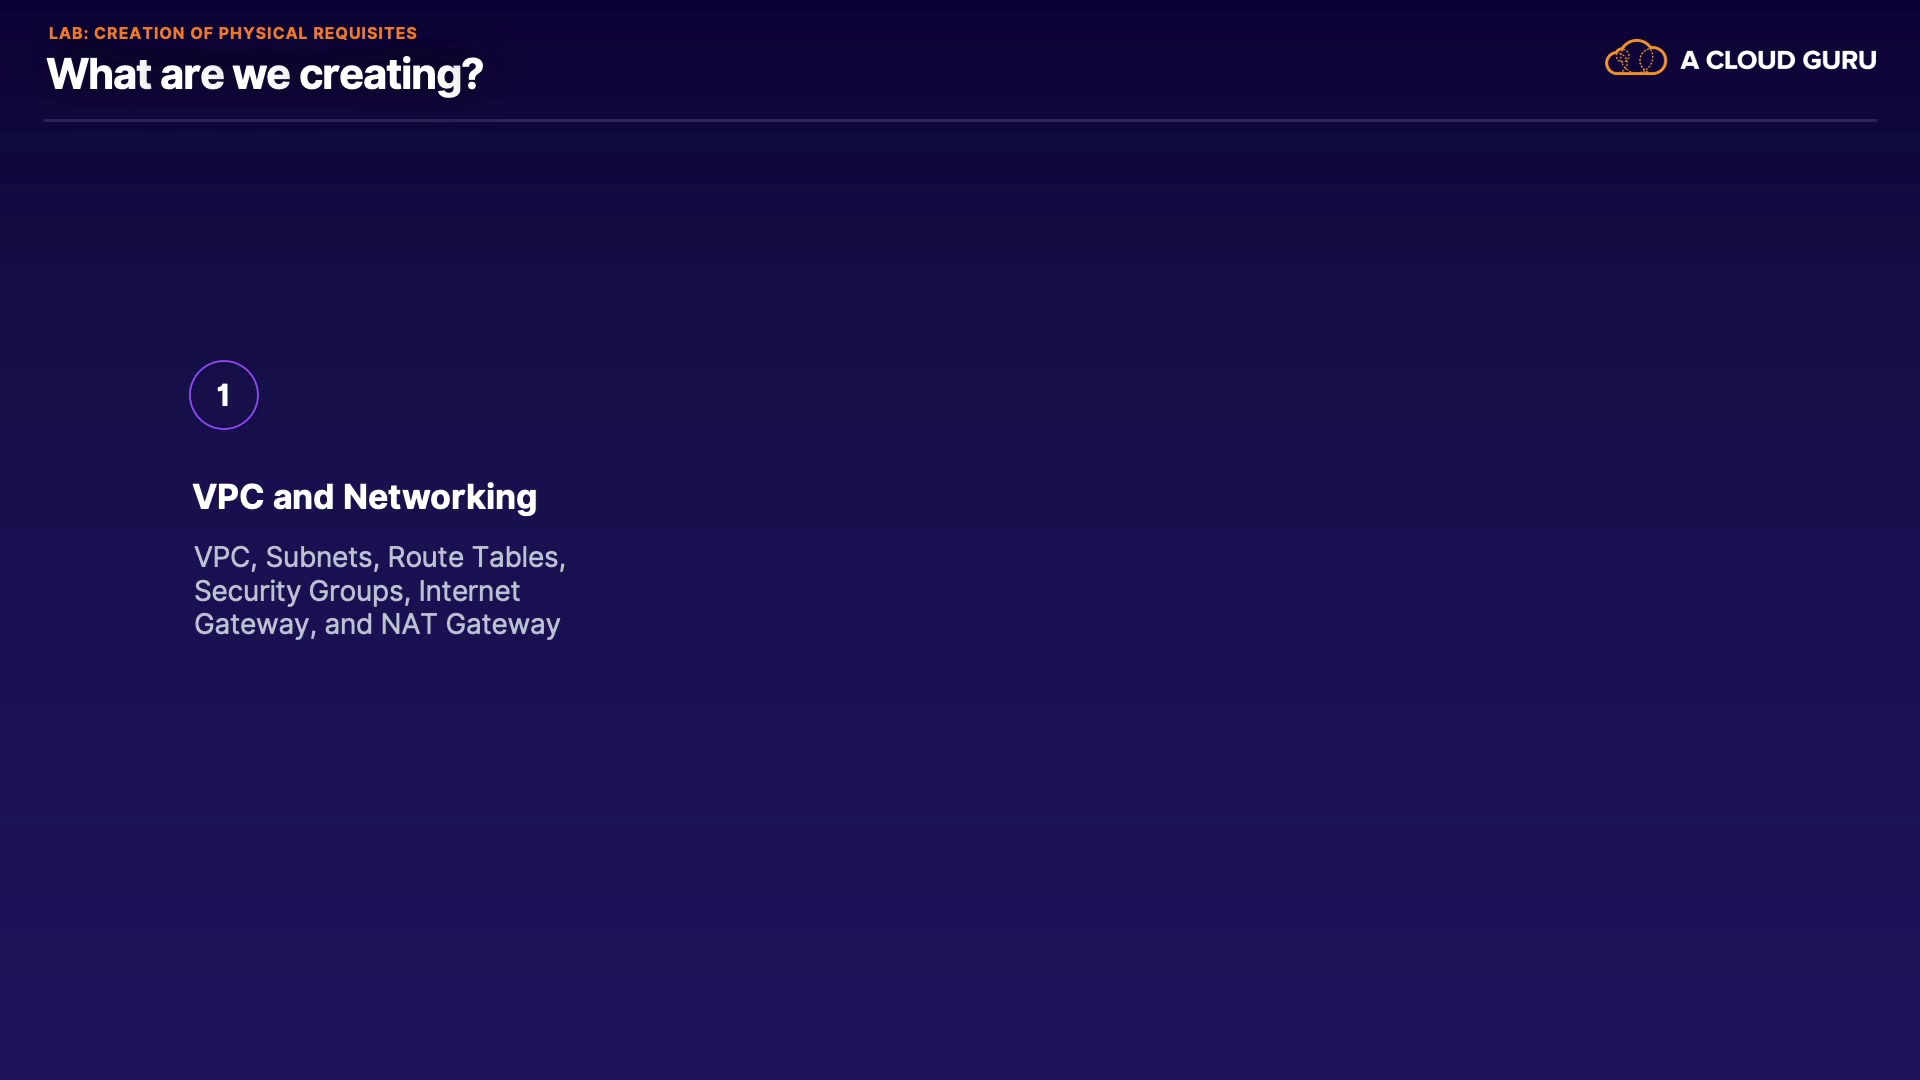 LAB: CREATION OF PHYSICAL REQUISITES
What are we creating?
A CLOUD GURU
1
VPC and Networking
VPC, Subnets, Route Tables,
Security Groups, Internet
Gateway, and NAT Gateway